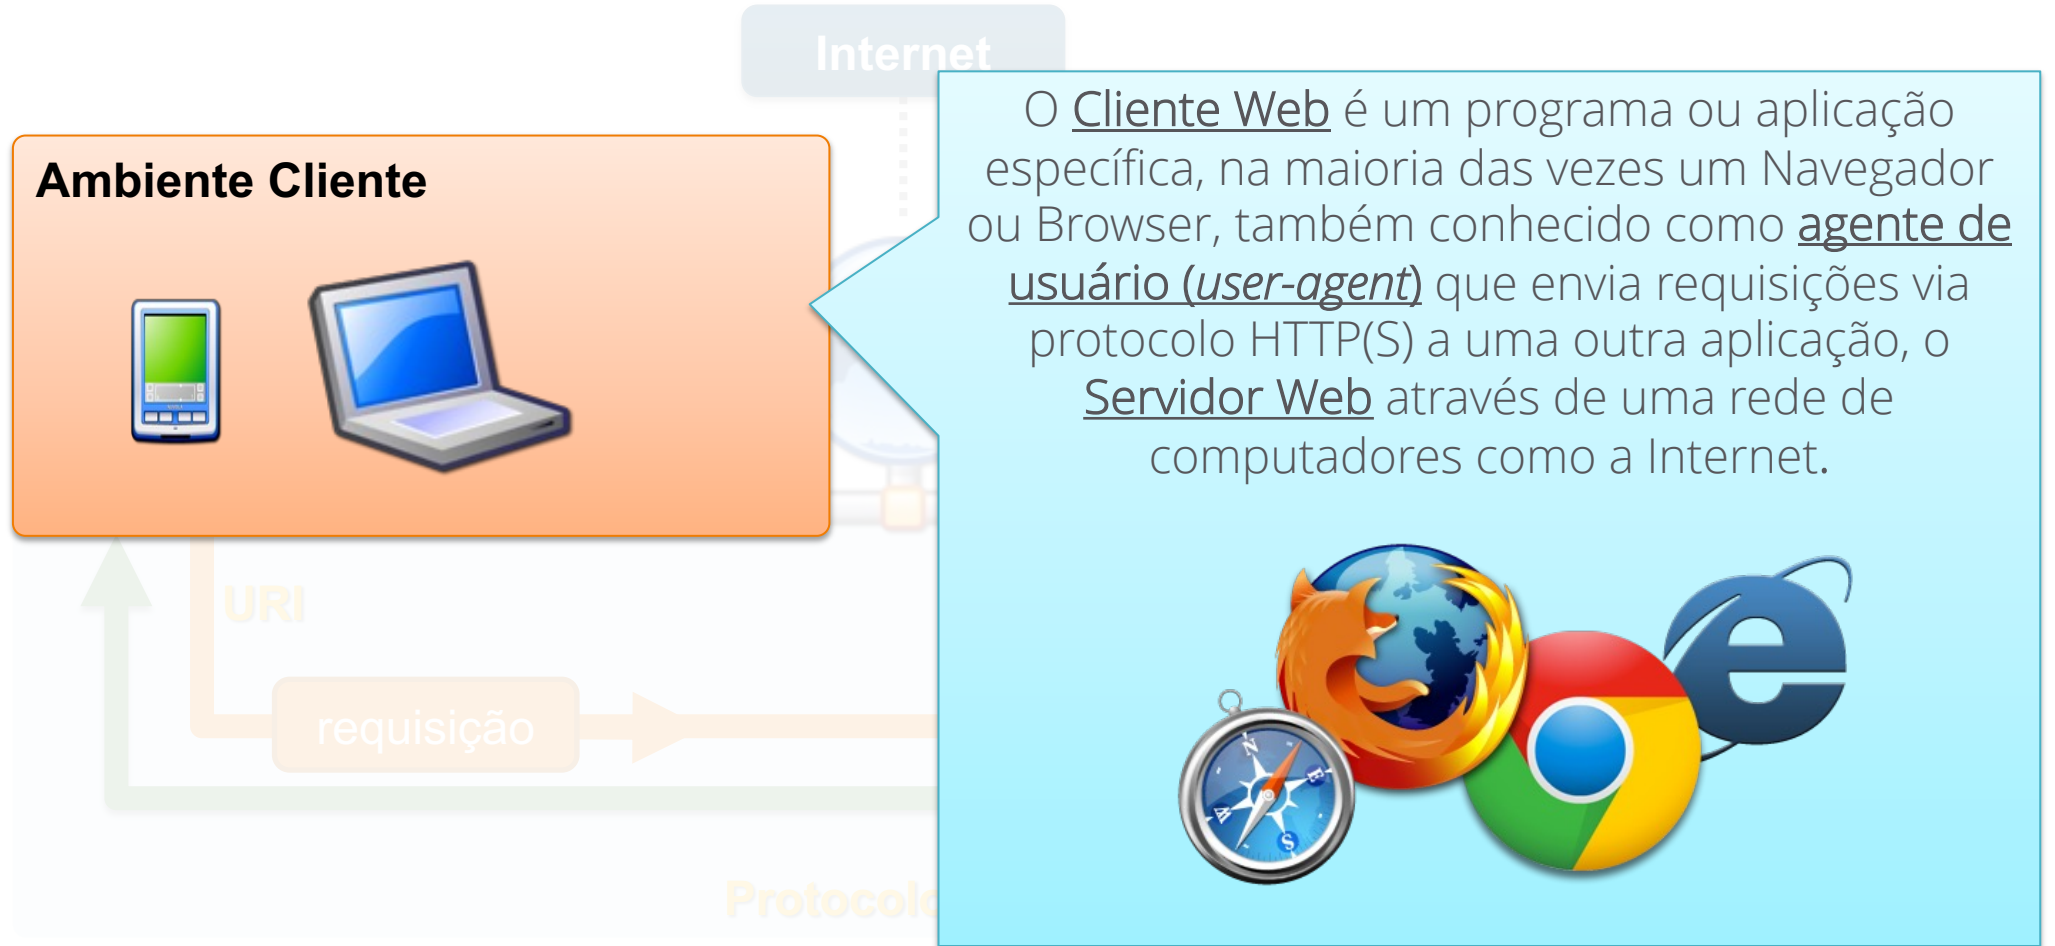 Internet
Ambiente Cliente
O Cliente Web é um programa ou aplicação
específica, na maioria das vezes um Navegador
ou Browser, também conhecido como agente de
usuário (user-agent) que envia requisições via
protocolo HTTP(S) a uma outra aplicação, o
Servidor Web através de uma rede de
computadores como a Internet.
URI
requisição
N
E
S
W